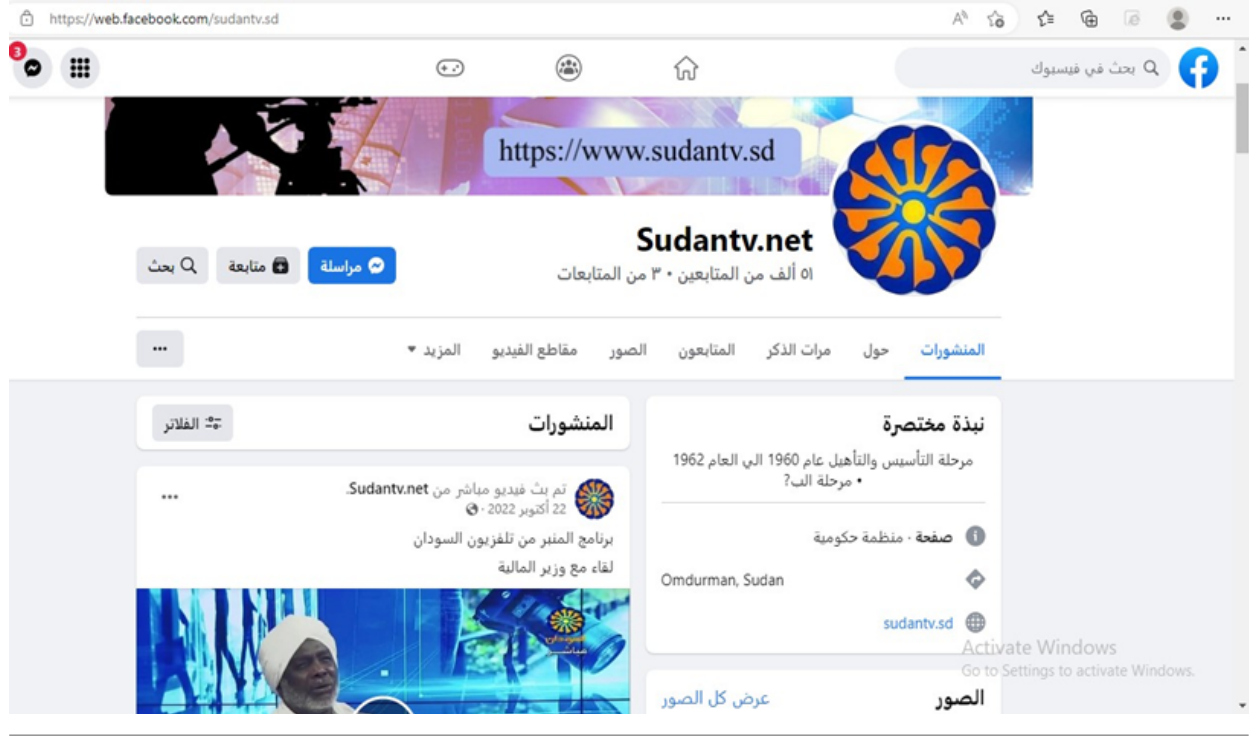 https://web.facebook.com/sudantv.sd
بحث في فيسبوك
3
https://www.sudantv.sd
Sudantv.net
٥١ ألف من المتابعين • ٣ من المتابعات
مراسلة
متابعة
بحث
المنشورات
حول
مرات الذكر
المتابعون
الصور
مقاطع الفيديو
المزيد
نبذة مختصرة
مرحلة التأسيس والتأهيل عام 1960 الي العام 1962
• مرحلة الب?
صفحة · منظمة حكومية
Omdurman, Sudan
sudantv.sd
الصور
عرض كل الصور
المنشورات
الفلاتر
تم بث فيديو مباشر من Sudantv.net.
22 أكتوبر 2022 ·
برنامج المنبر من تلفزيون السودان
لقاء مع وزير المالية
السودان
مباشر
Activate Windows
Go to Settings to activate Windows.